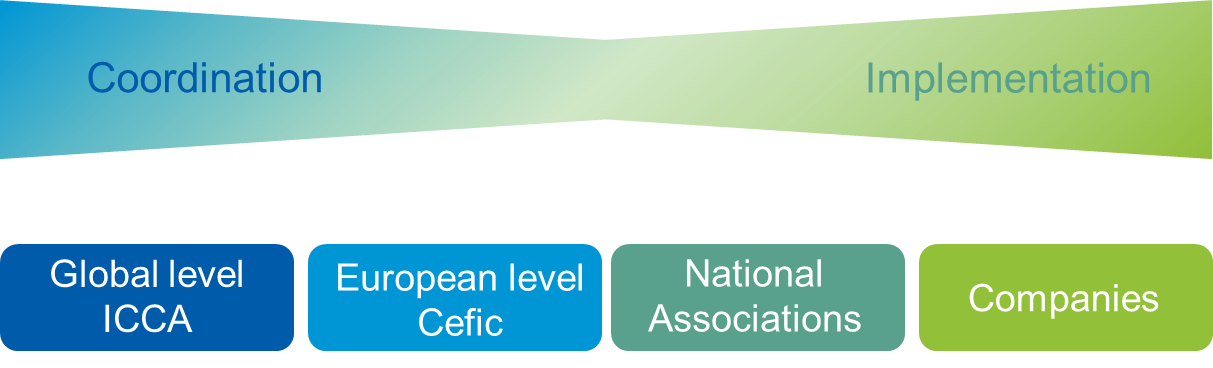 Coordination
Implementation
Global level
ICCA
European level
Cefic
National
Associations
Companies